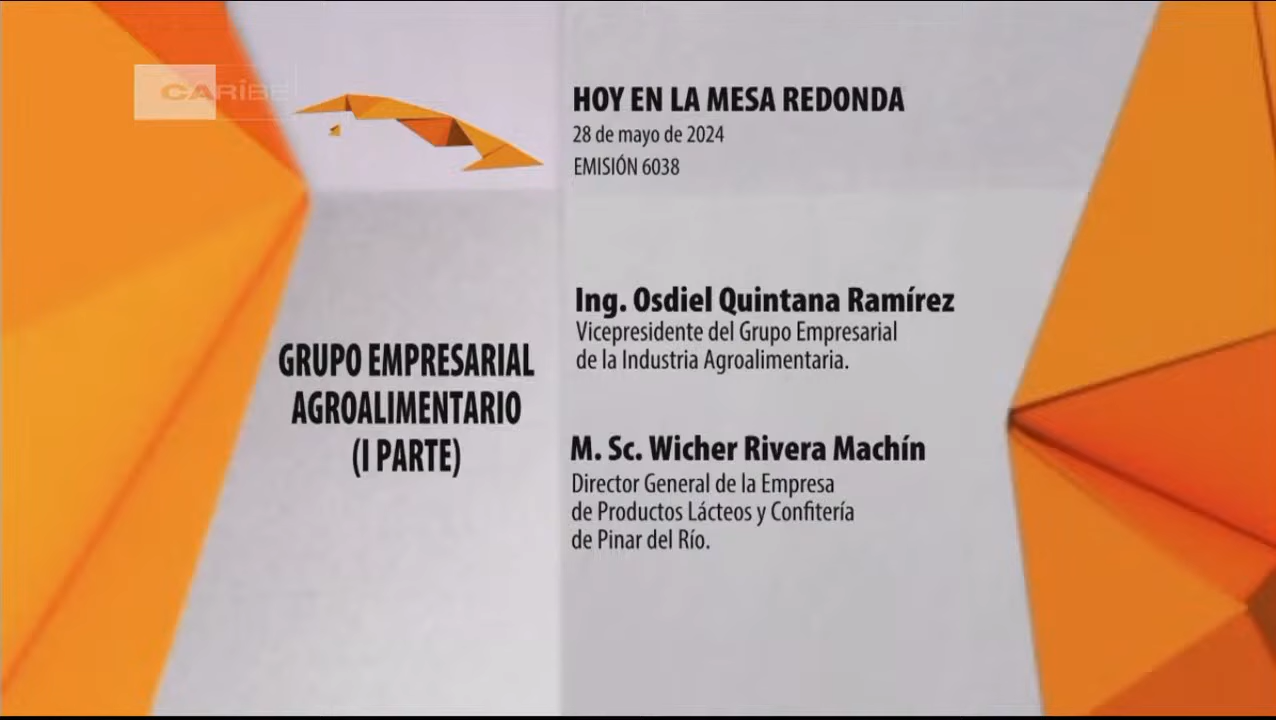 CARIBE
HOY EN LA MESA REDONDA
28 de mayo de 2024
EMISIÓN 6038
GRUPO EMPRESARIAL
AGROALIMENTARIO
(I PARTE)
Ing. Osdiel Quintana Ramírez
Vicepresidente del Grupo Empresarial
de la Industria Agroalimentaria.
M. Sc. Wicher Rivera Machín
Director General de la Empresa
de Productos Lácteos y Confitería
de Pinar del Río.